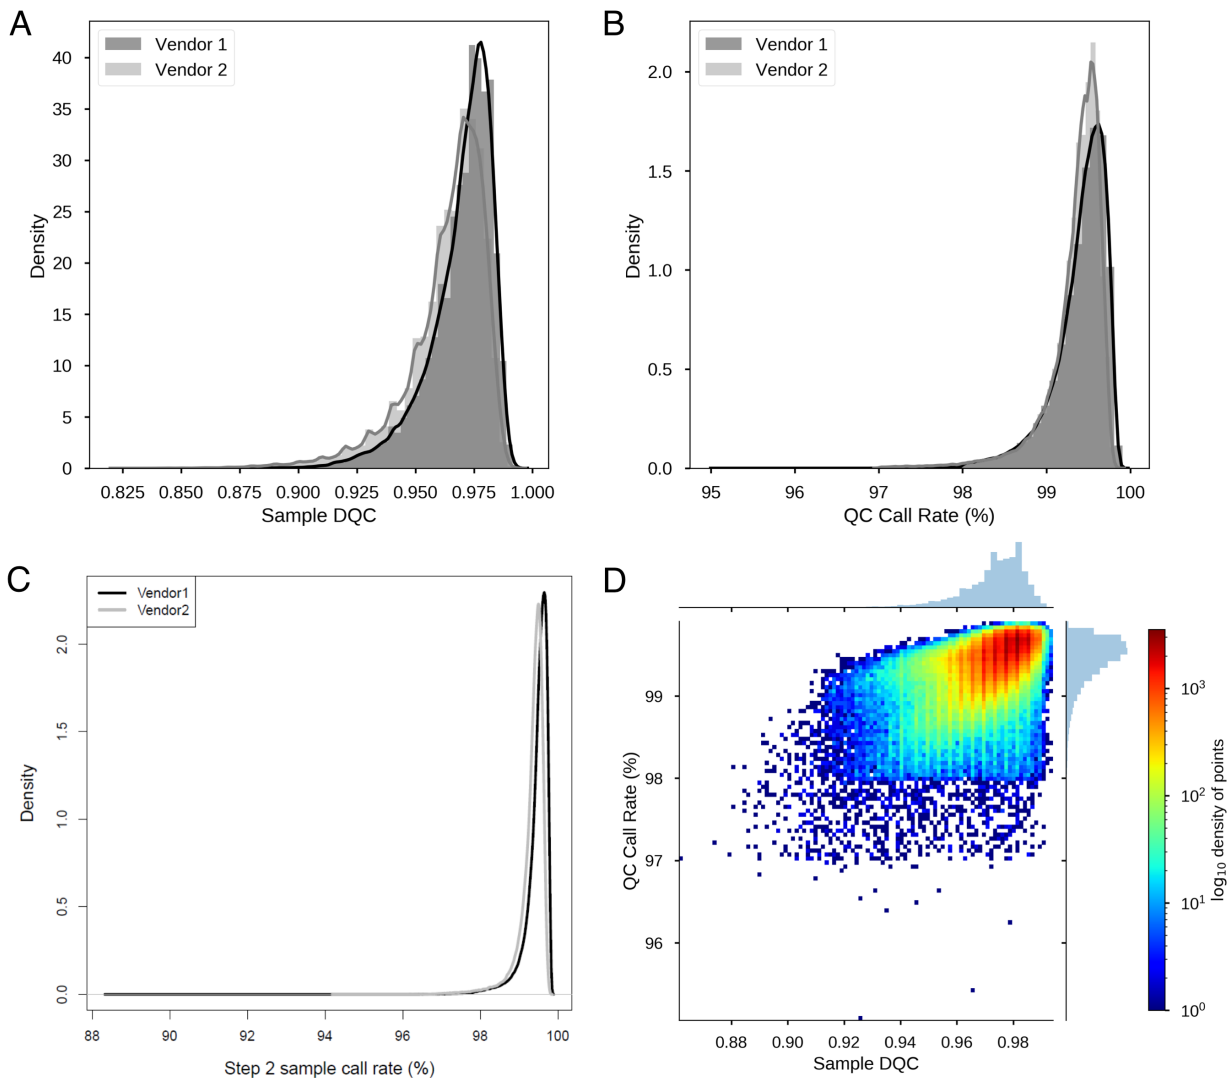 A
Vendor 1
Vendor 2
40
35
30
25
20
15
10
5
0
Density
0.825 0.850 0.875 0.900 0.925 0.950 0.975 1.000
Sample DQC
B
Vendor 1
Vendor 2
2.0
1.5
1.0
0.5
0.0
Density
95 96 97 98 99 100
QC Call Rate (%)
C
Vendor1
Vendor2
2.0
1.5
1.0
0.5
0.0
Density
88 90 92 94 96 98 100
Step 2 sample call rate (%)
D
99
98
97
96
QC Call Rate (%)
0.88 0.90 0.92 0.94 0.96 0.98
Sample DQC
10³
10²
10¹
10⁰
log₁₀ density of points